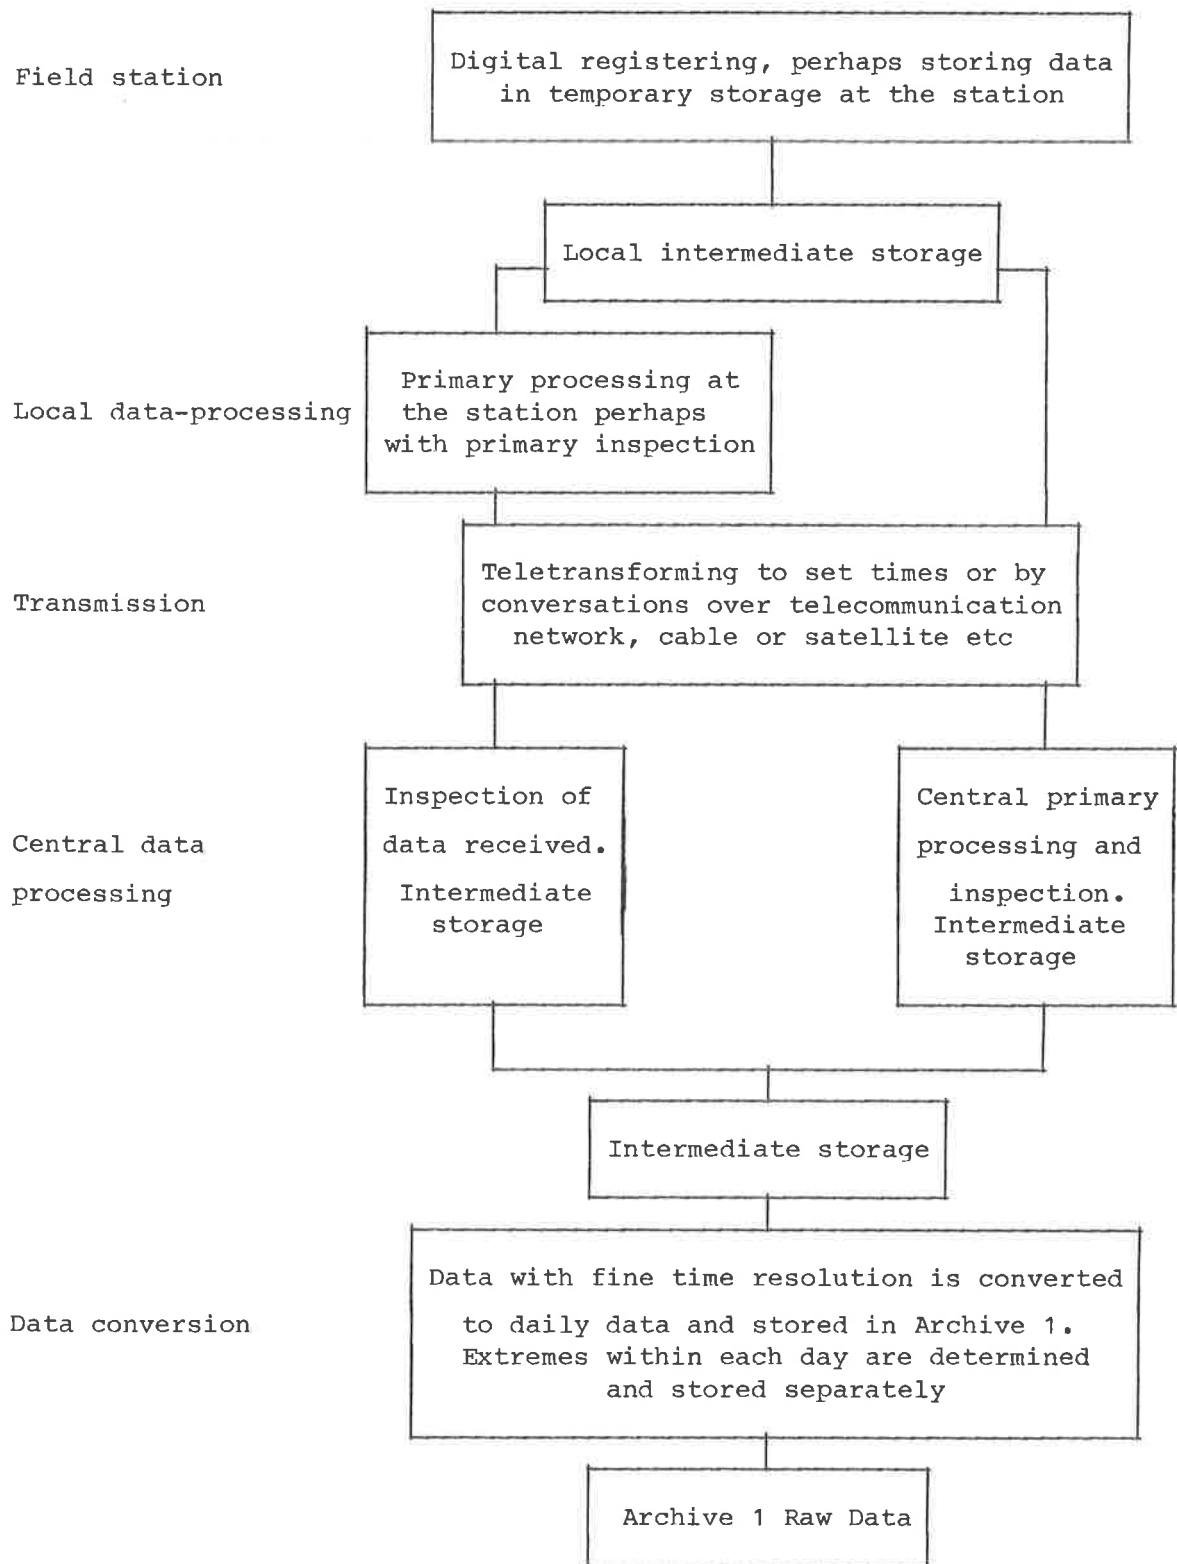 Field station
Digital registering, perhaps storing data
in temporary storage at the station
Local intermediate storage
Local data-processing
Primary processing at
the station perhaps
with primary inspection
Transmission
Teletransforming to set times or by
conversations over telecommunication
network, cable or satellite etc
Central data
processing
Inspection of
data received.
Intermediate
storage
Central primary
processing and
inspection.
Intermediate
storage
Intermediate storage
Data conversion
Data with fine time resolution is converted
to daily data and stored in Archive 1.
Extremes within each day are determined
and stored separately
Archive 1 Raw Data